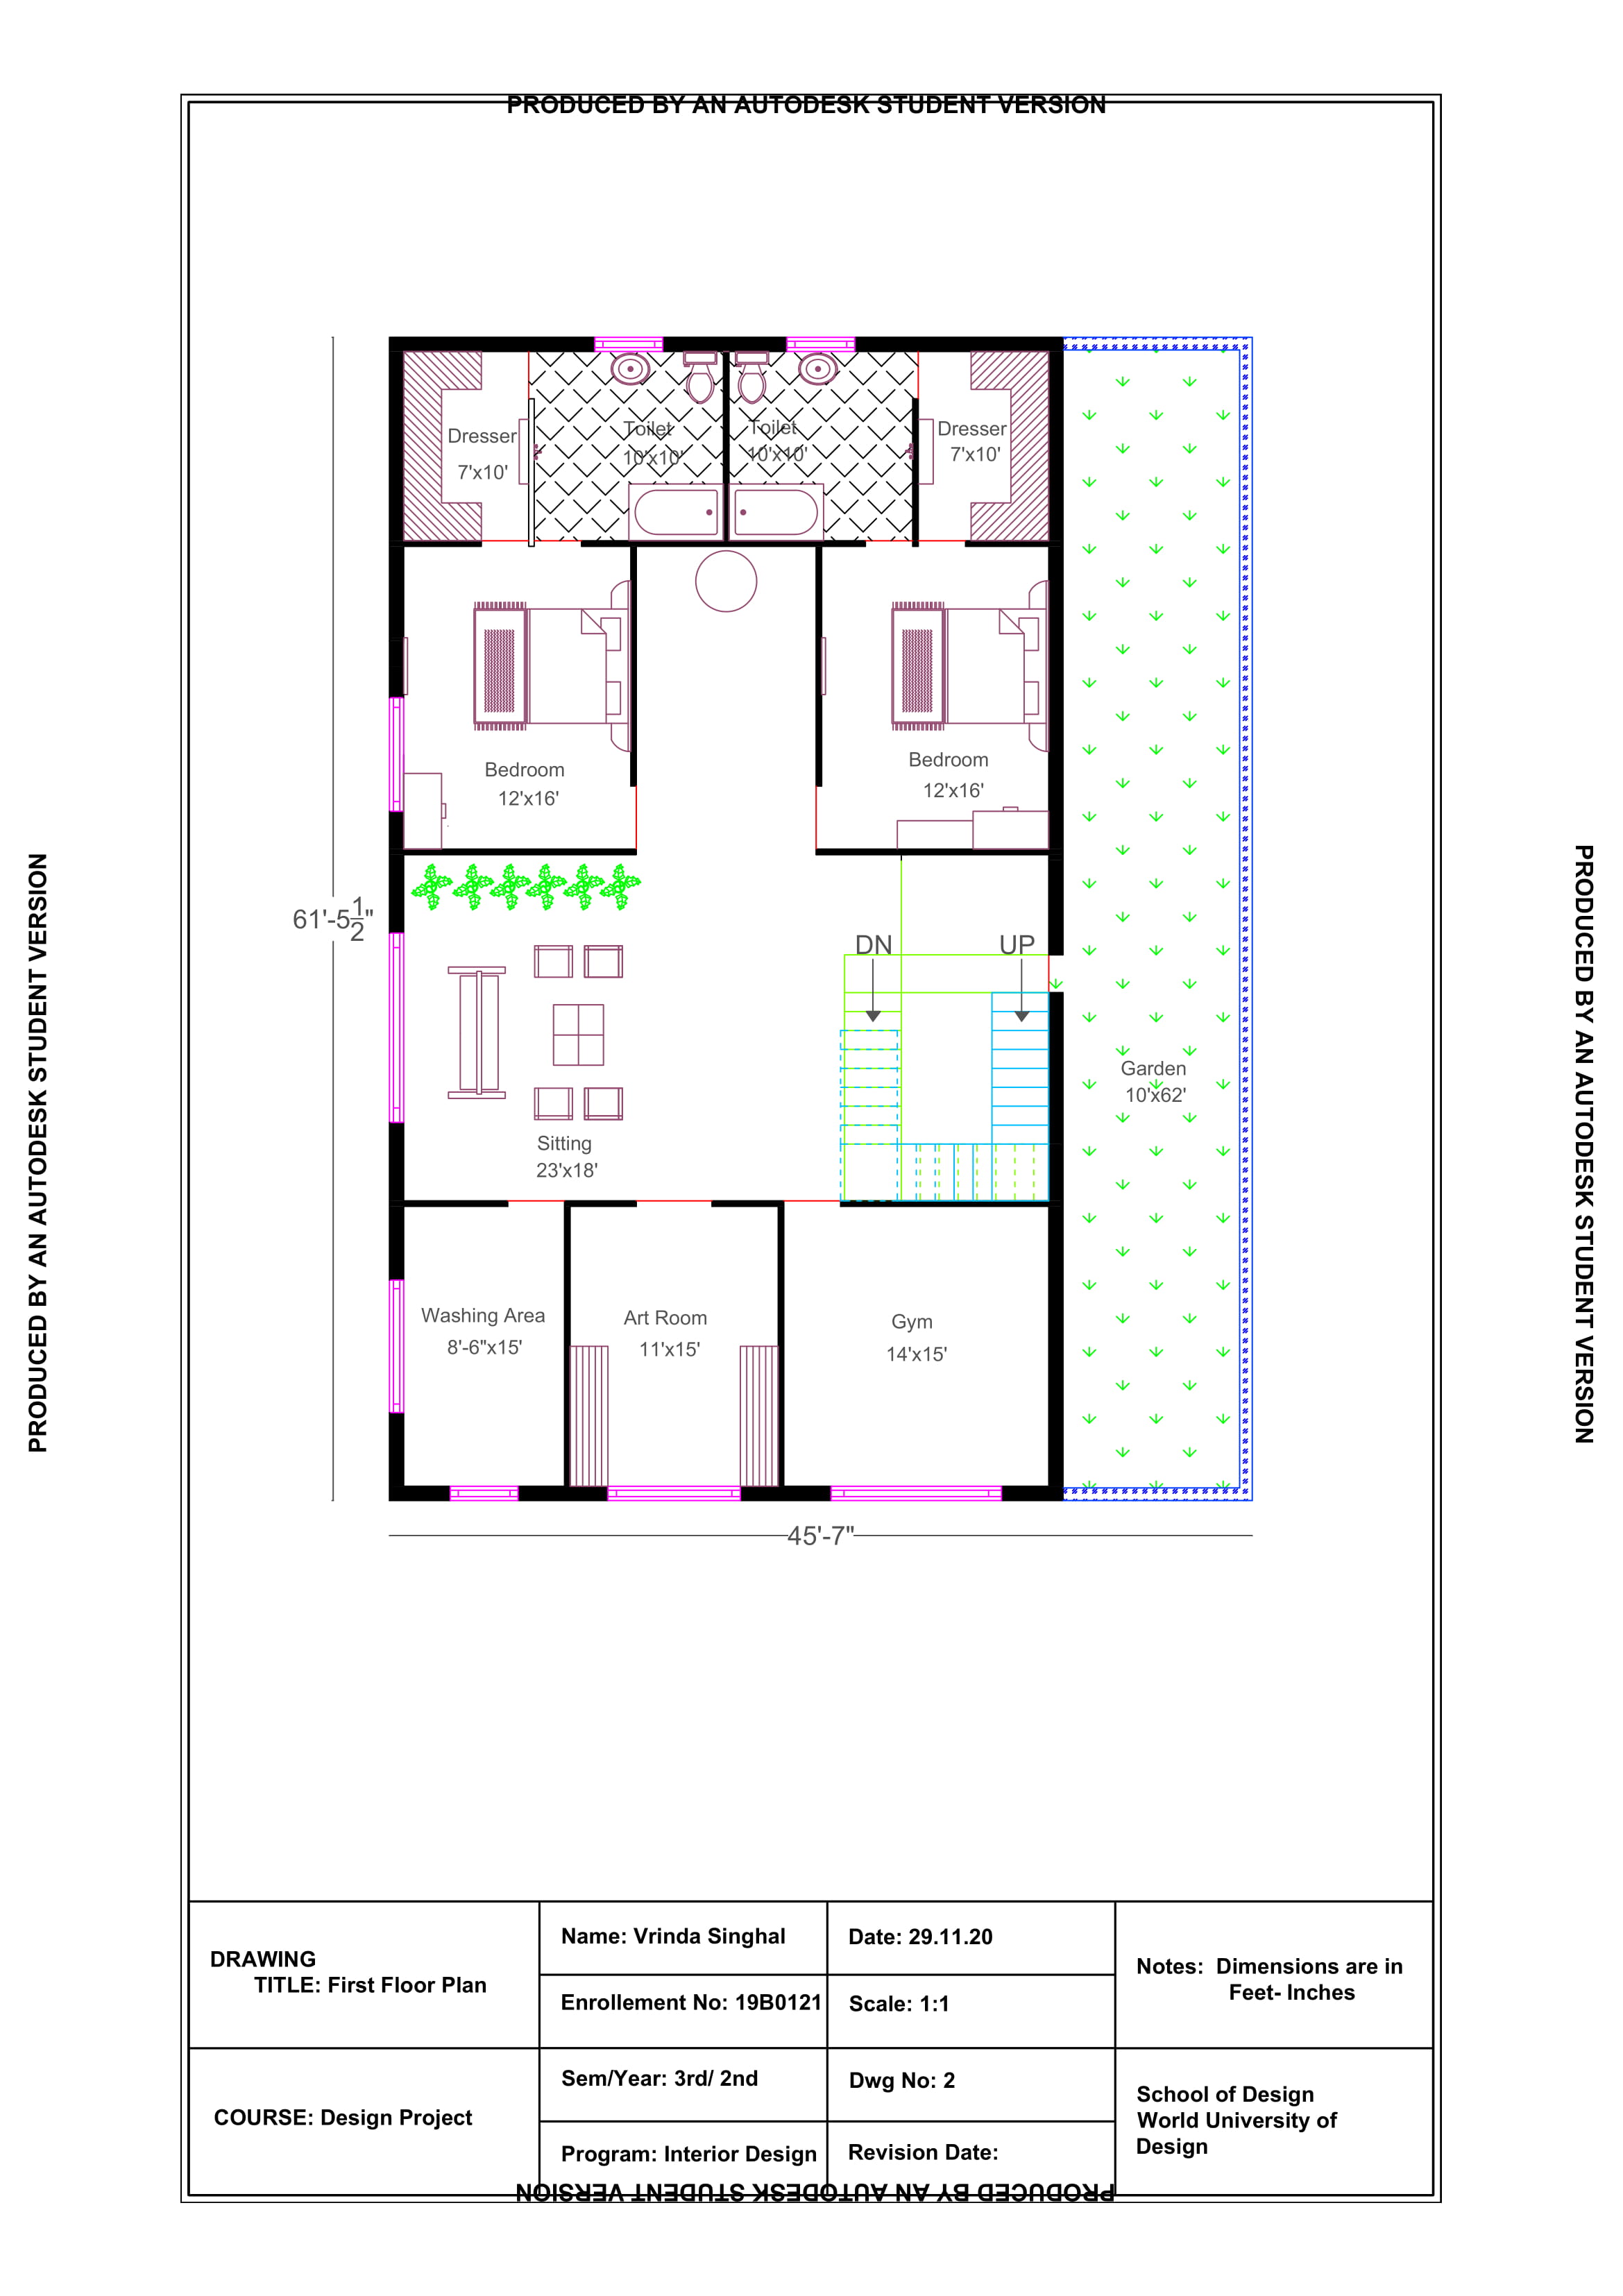 PRODUCED BY AN AUTODESK STUDENT VERSION
PRODUCED BY AN AUTODESK STUDENT VERSION
PRODUCED BY AN AUTODESK STUDENT VERSION
Dresser
7'x10'
Toilet
10'x10'
Toilet
10'x10'
Dresser
7'x10'
Bedroom
12'x16'
Bedroom
12'x16'
61'-5 1/2"
DN
UP
Garden
10'x62'
Sitting
23'x18'
Washing Area
8'-6"x15'
Art Room
11'x15'
Gym
14'x15'
45'-7"
DRAWING
TITLE: First Floor Plan
Name: Vrinda Singhal
Date: 29.11.20
Notes: Dimensions are in
Feet- Inches
Enrollement No: 19B0121
Scale: 1:1
COURSE: Design Project
Sem/Year: 3rd/ 2nd
Dwg No: 2
School of Design
World University of
Design
Program: Interior Design
Revision Date:
PRODUCED BY AN AUTODESK STUDENT VERSION